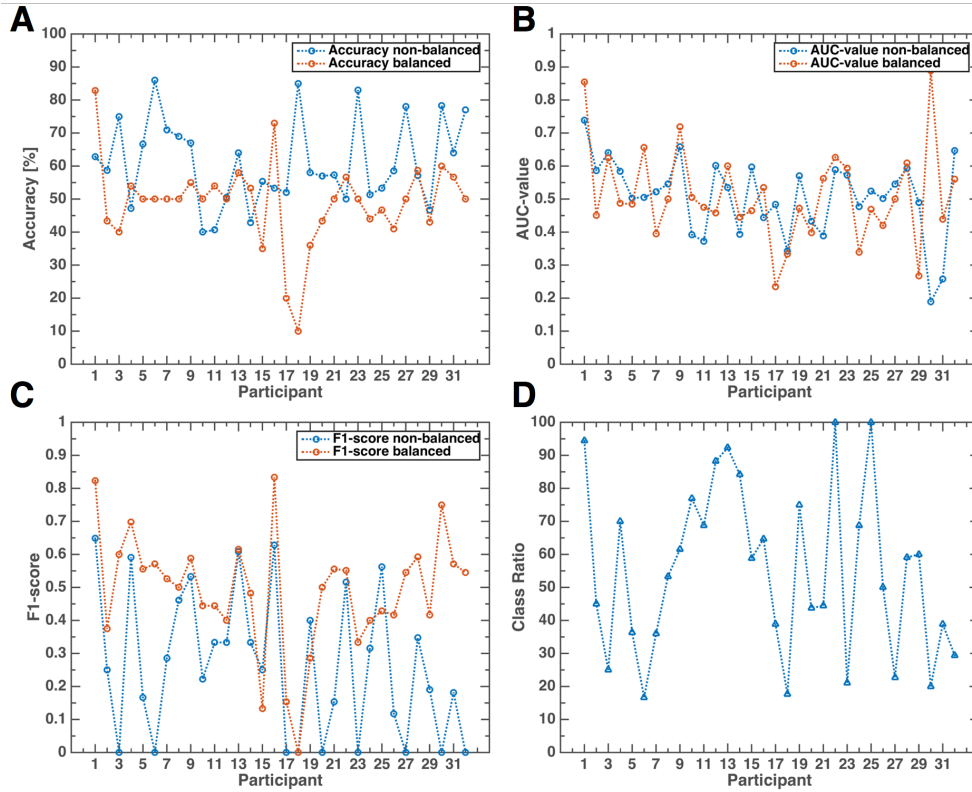 A
Accuracy non-balanced
Accuracy balanced
Accuracy [%]
100
90
80
70
60
50
40
30
20
10
0
1 3 5 7 9 11 13 15 17 19 21 23 25 27 29 31
Participant
B
AUC-value non-balanced
AUC-value balanced
AUC-value
1
0.9
0.8
0.7
0.6
0.5
0.4
0.3
0.2
0.1
0
1 3 5 7 9 11 13 15 17 19 21 23 25 27 29 31
Participant
C
F1-score non-balanced
F1-score balanced
F1-score
1
0.9
0.8
0.7
0.6
0.5
0.4
0.3
0.2
0.1
0
1 3 5 7 9 11 13 15 17 19 21 23 25 27 29 31
Participant
D
Class Ratio
100
90
80
70
60
50
40
30
20
10
0
1 3 5 7 9 11 13 15 17 19 21 23 25 27 29 31
Participant